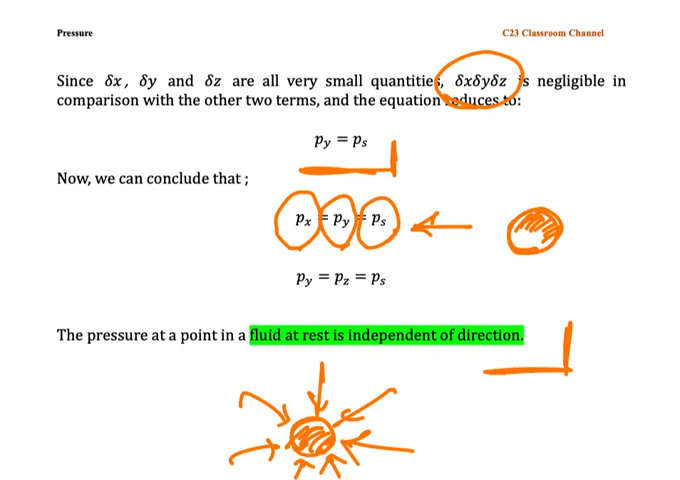 Pressure C23 Classroom Channel
Since δx, δy and δz are all very small quantities, δxδyδz is negligible in
comparison with the other two terms, and the equation reduces to:
p_y = p_s
Now, we can conclude that ;
p_x = p_y = p_s
p_y = p_z = p_s
The pressure at a point in a fluid at rest is independent of direction.